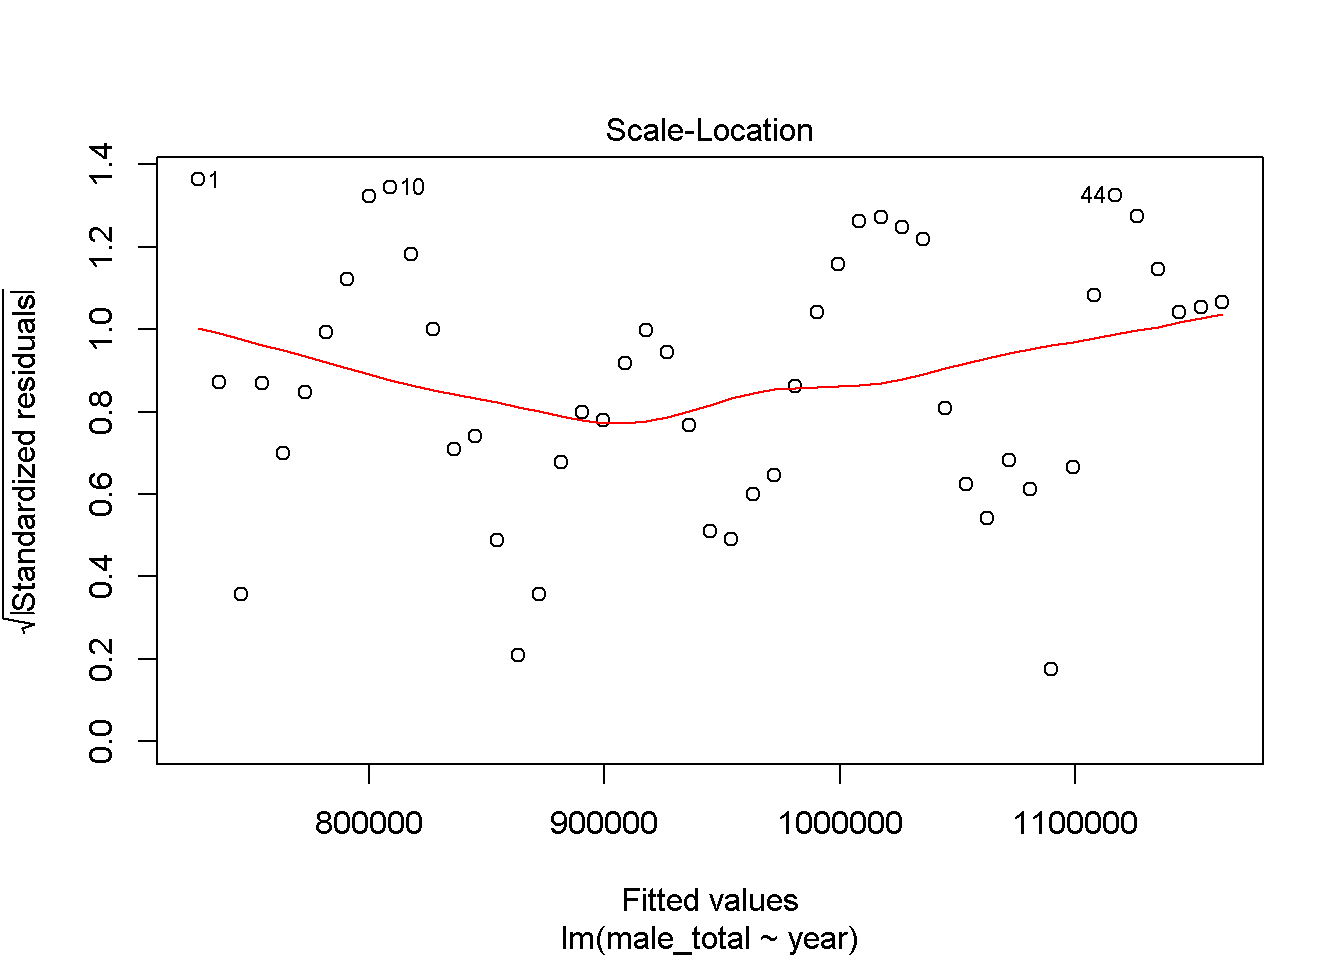 Scale-Location
1.4
1.2
1.0
0.8
0.6
0.4
0.2
0.0
√|Standardized residuals|
1
10
44
800000 900000 1000000 1100000
Fitted values
lm(male_total ~ year)